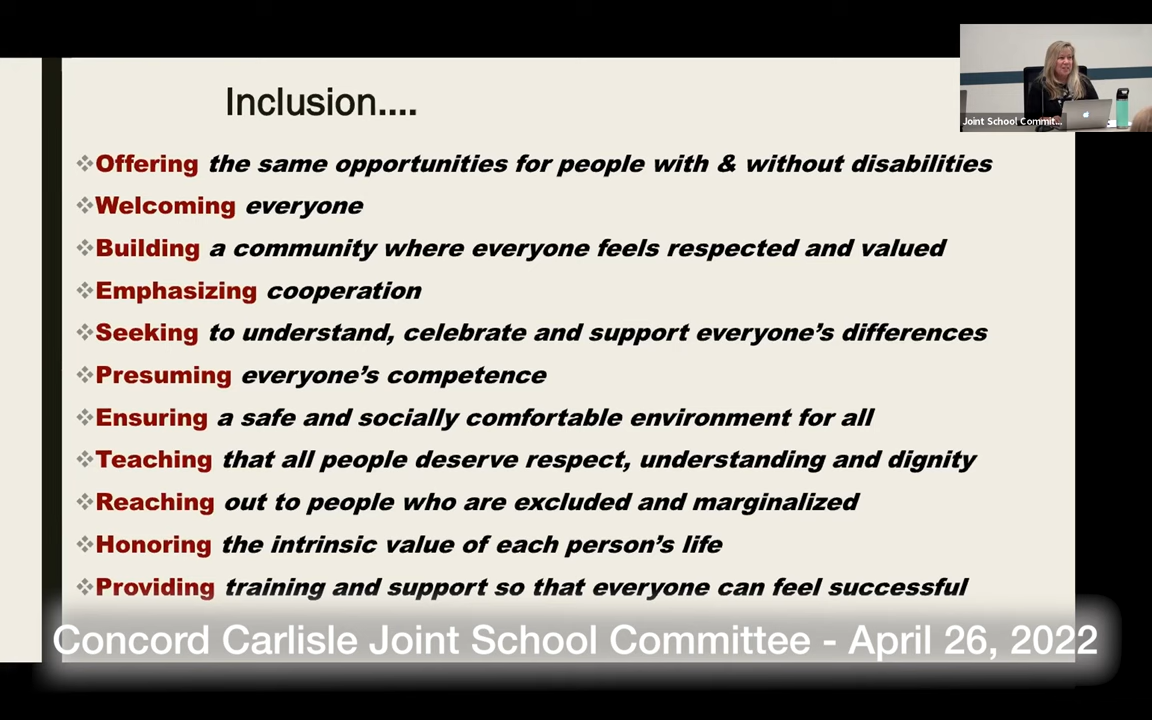 Inclusion....
Joint School Commit...
Offering the same opportunities for people with & without disabilities
Welcoming everyone
Building a community where everyone feels respected and valued
Emphasizing cooperation
Seeking to understand, celebrate and support everyone's differences
Presuming everyone's competence
Ensuring a safe and socially comfortable environment for all
Teaching that all people deserve respect, understanding and dignity
Reaching out to people who are excluded and marginalized
Honoring the intrinsic value of each person's life
Providing training and support so that everyone can feel successful
Concord Carlisle Joint School Committee - April 26, 2022